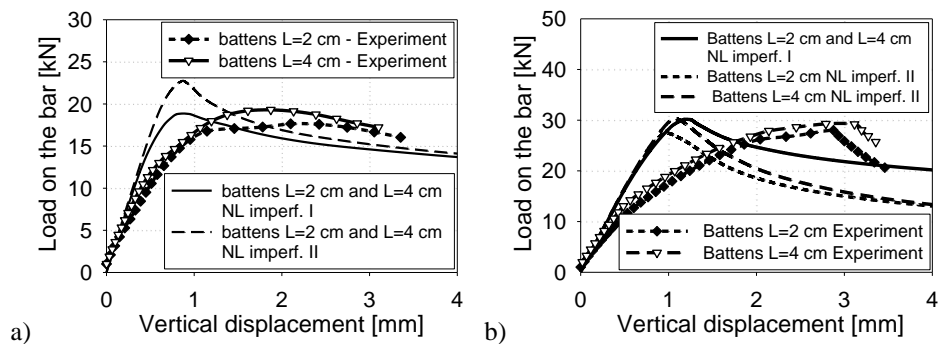 Load on the bar [kN]
30
25
20
15
10
5
0
battens L=2 cm - Experiment
battens L=4 cm - Experiment
battens L=2 cm and L=4 cm
NL imperf. I
battens L=2 cm and L=4 cm
NL imperf. II
0 1 2 3 4
a) Vertical displacement [mm]
Load on the bar [kN]
50
40
30
20
10
0
Battens L=2 cm and L=4 cm
NL imperf. I
Battens L=2 cm NL imperf. II
Battens L=4 cm NL imperf. II
Battens L=2 cm Experiment
Battens L=4 cm Experiment
0 1 2 3 4
b) Vertical displacement [mm]